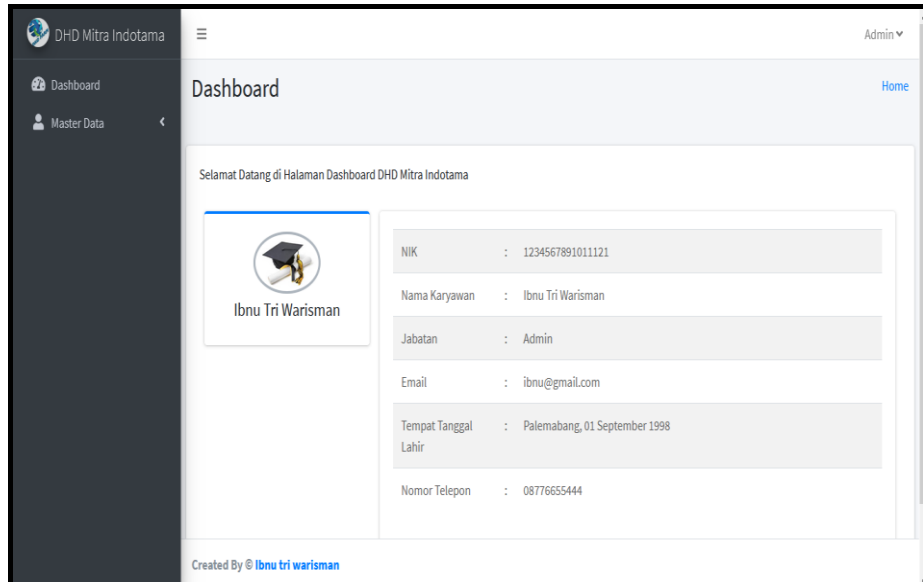 DHD Mitra Indotama
Admin
Dashboard
Master Data
Dashboard
Home
Selamat Datang di Halaman Dashboard DHD Mitra Indotama
Ibnu Tri Warisman
NIK : 1234567891011121
Nama Karyawan : Ibnu Tri Warisman
Jabatan : Admin
Email : ibnu@gmail.com
Tempat Tanggal : Palemabang, 01 September 1998
Lahir
Nomor Telepon : 08776655444
Created By © Ibnu tri warisman